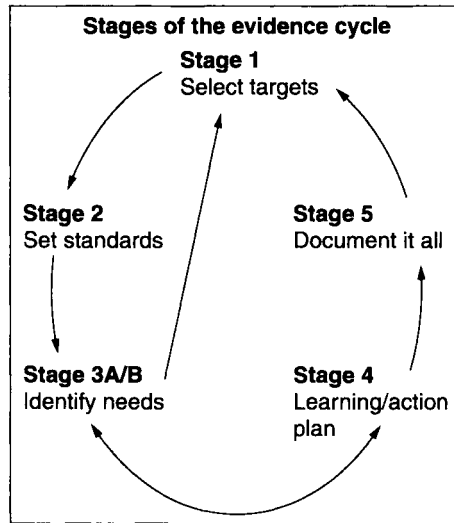 Stages of the evidence cycle
Stage 1
Select targets
Stage 2
Set standards
Stage 5
Document it all
Stage 3A/B
Identify needs
Stage 4
Learning/action
plan